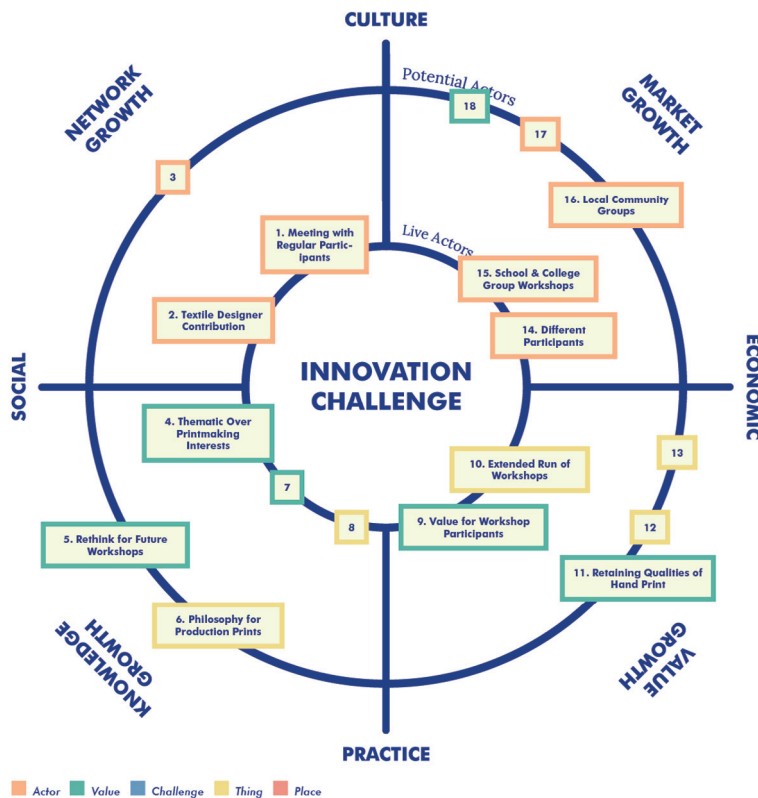 CULTURE
NETWORK
GROWTH
MARKET
GROWTH
Potential Actors
18
17
3
16. Local Community
Groups
1. Meeting with
Regular Partic-
ipants
Live Actors
15. School & College
Group Workshops
2. Textile Designer
Contribution
14. Different
Participants
SOCIAL
INNOVATION
CHALLENGE
ECONOMIC
4. Thematic Over
Printmaking
Interests
13
10. Extended Run of
Workshops
7
8
9. Value for Workshop
Participants
12
5. Rethink for Future
Workshops
11. Retaining Qualities of
Hand Print
6. Philosophy for
Production Prints
KNOWLEDGE
GROWTH
VALUE
GROWTH
PRACTICE
Actor Value Challenge Thing Place